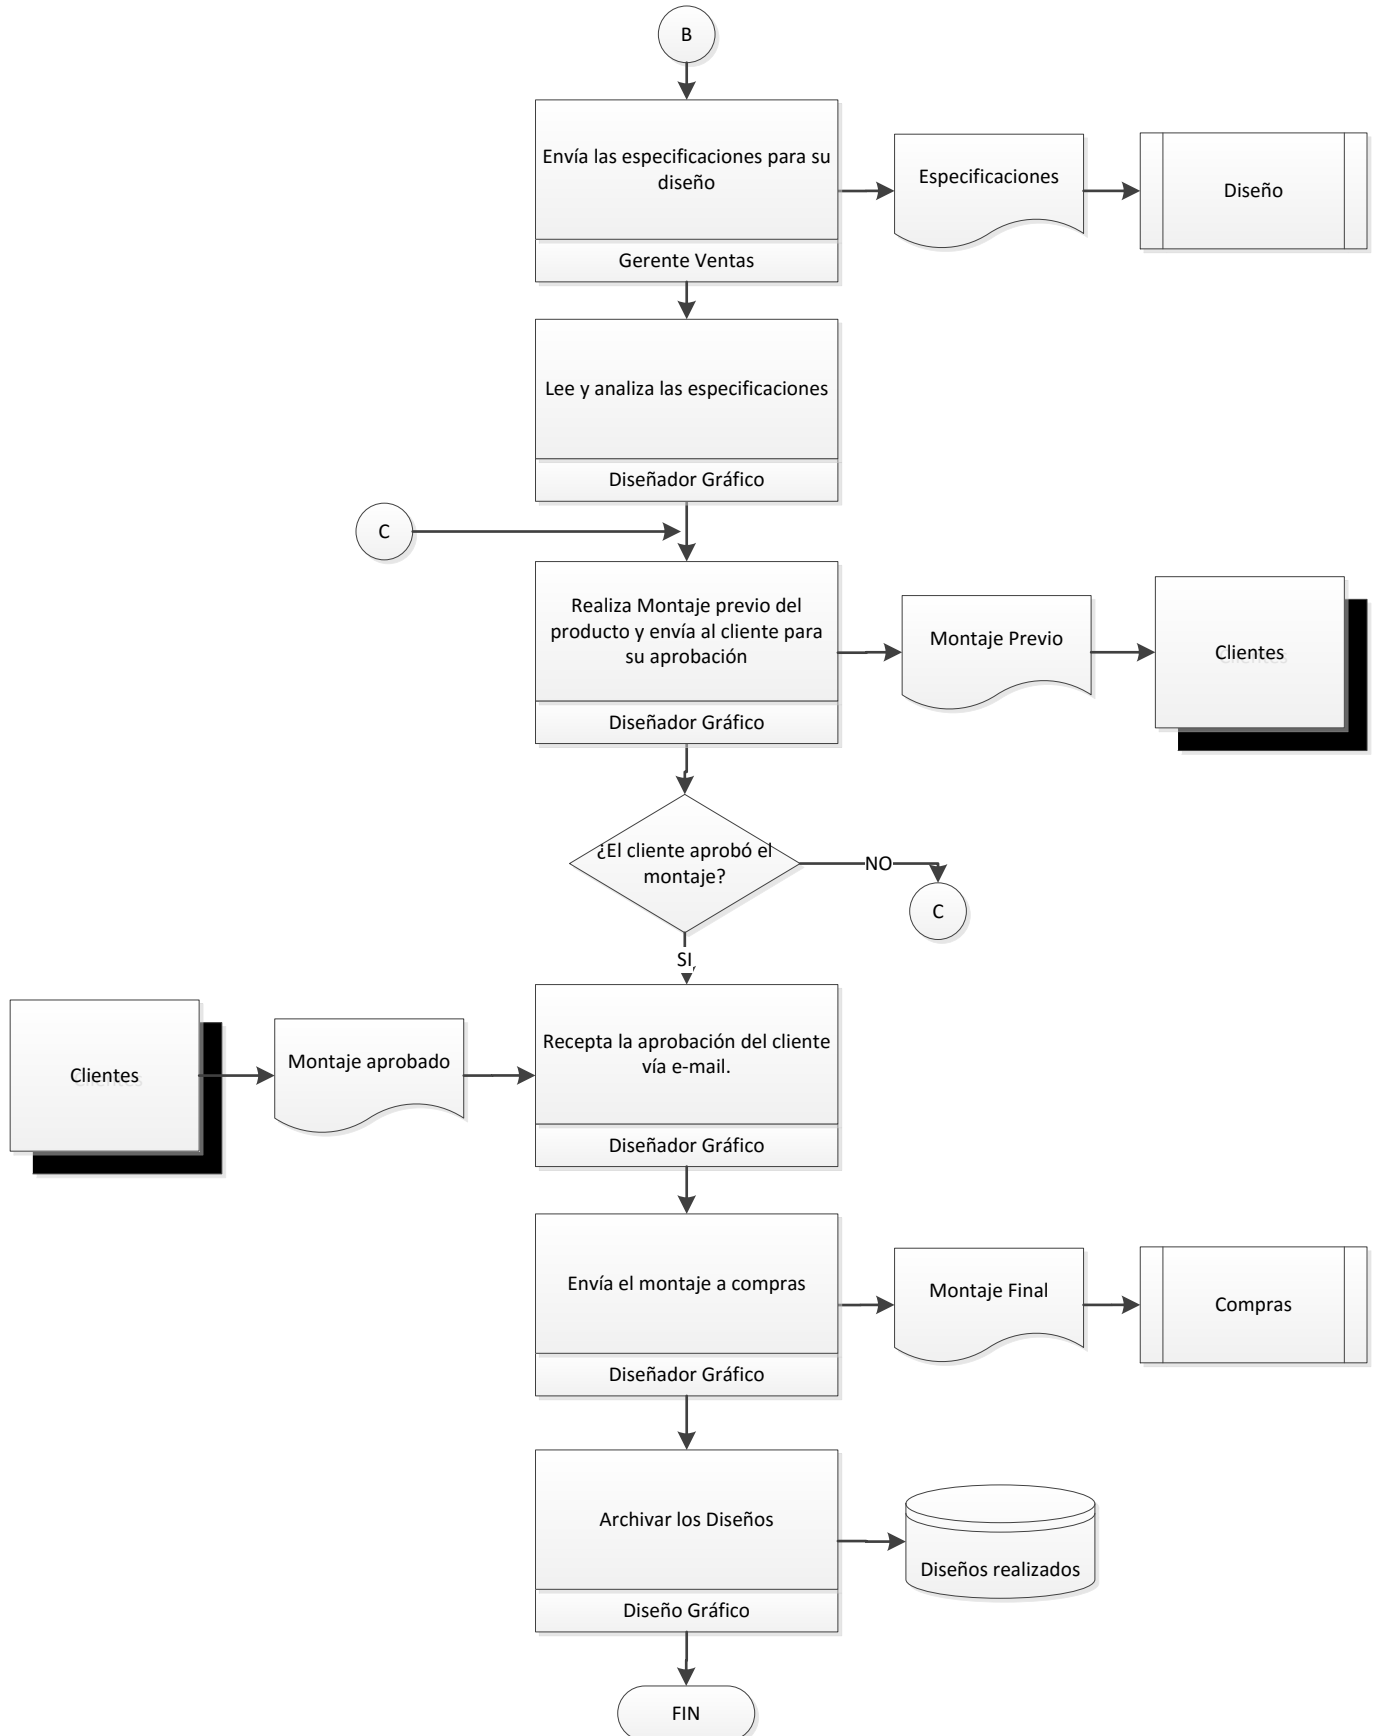 B
Envía las especificaciones para su
diseño
Gerente Ventas
Especificaciones
Diseño
Lee y analiza las especificaciones
Diseñador Gráfico
C
Realiza Montaje previo del
producto y envía al cliente para
su aprobación
Diseñador Gráfico
Montaje Previo
Clientes
¿El cliente aprobó el
montaje?
NO
C
SI
Clientes
Montaje aprobado
Recepta la aprobación del cliente
vía e-mail.
Diseñador Gráfico
Envía el montaje a compras
Diseñador Gráfico
Montaje Final
Compras
Archivar los Diseños
Diseño Gráfico
Diseños realizados
FIN